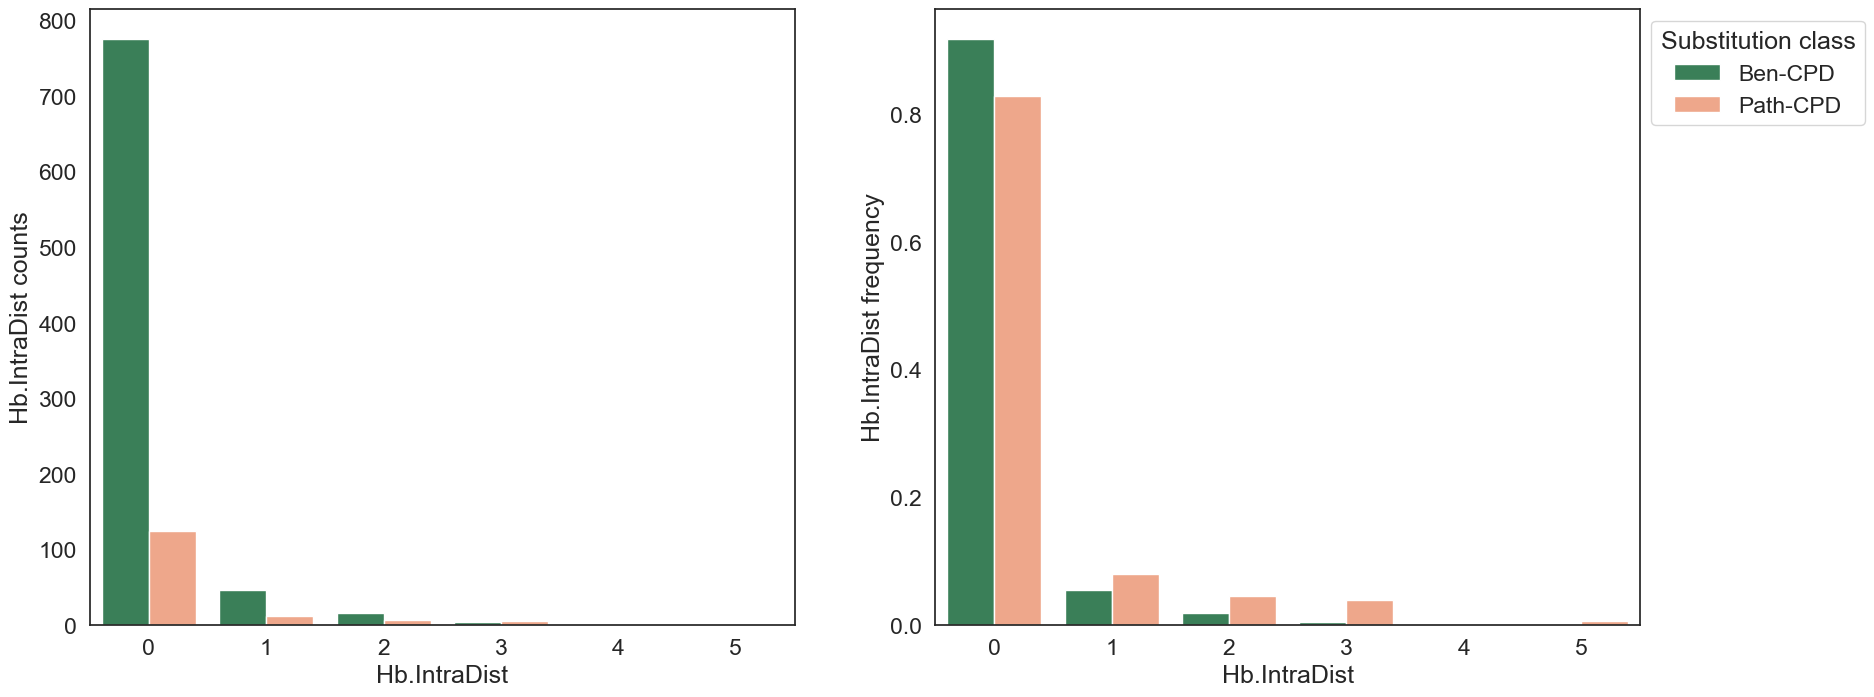 800
700
600
500
400
300
200
100
0
Hb.IntraDist counts
0 1 2 3 4 5
Hb.IntraDist
0.8
0.6
0.4
0.2
0.0
Hb.IntraDist frequency
0 1 2 3 4 5
Hb.IntraDist
Substitution class
Ben-CPD
Path-CPD